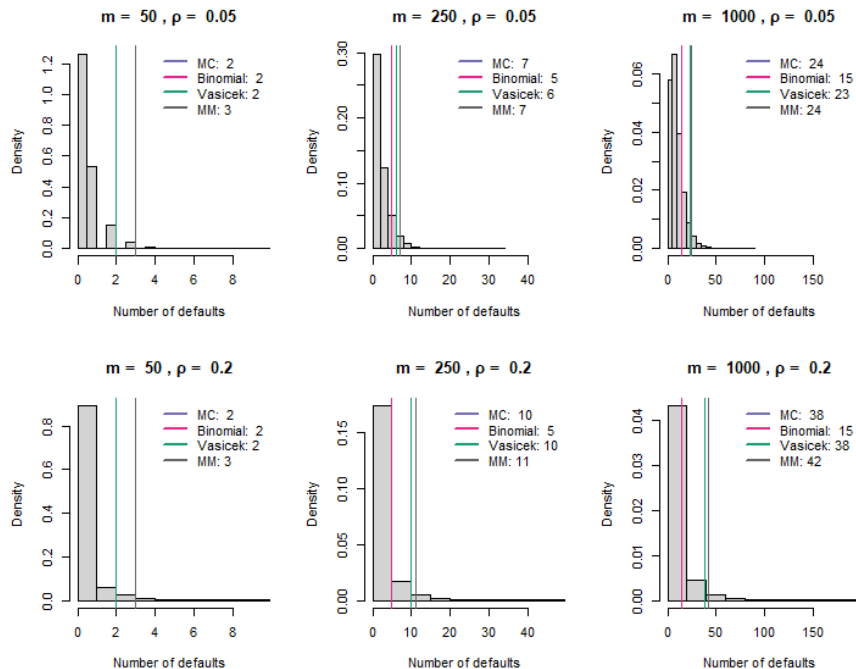 m = 50 , ρ = 0.05
Density
0.0 0.2 0.4 0.6 0.8 1.0 1.2
MC: 2
Binomial: 2
Vasicek: 2
MM: 3
0 2 4 6 8
Number of defaults
m = 250 , ρ = 0.05
Density
0.00 0.10 0.20 0.30
MC: 7
Binomial: 5
Vasicek: 6
MM: 7
0 10 20 30 40
Number of defaults
m = 1000 , ρ = 0.05
Density
0.00 0.02 0.04 0.06
MC: 24
Binomial: 15
Vasicek: 23
MM: 24
0 50 100 150
Number of defaults
m = 50 , ρ = 0.2
Density
0.0 0.2 0.4 0.6 0.8
MC: 2
Binomial: 2
Vasicek: 2
MM: 3
0 2 4 6 8
Number of defaults
m = 250 , ρ = 0.2
Density
0.00 0.05 0.10 0.15
MC: 10
Binomial: 5
Vasicek: 10
MM: 11
0 10 20 30 40
Number of defaults
m = 1000 , ρ = 0.2
Density
0.00 0.01 0.02 0.03 0.04
MC: 38
Binomial: 15
Vasicek: 38
MM: 42
0 50 100 150
Number of defaults